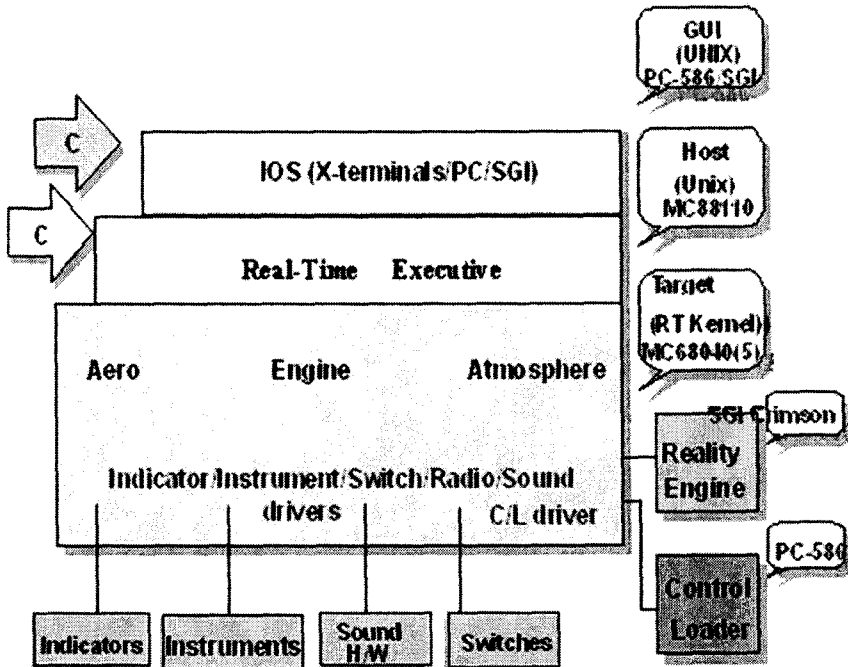 GUI
(UNIX)
PC-586/SGI
C
IOS (X-terminals/PC/SGI)
Host
(Unix)
MC88110
C
Real-Time Executive
Target
(RT Kernel)
MC68040(5)
Aero Engine Atmosphere
SGI Crimson
Reality
Engine
Indicator/Instrument/Switch/Radio/Sound
drivers C/L driver
PC-586
Control
Loader
Indicators
Instruments
Sound
H/W
Switches